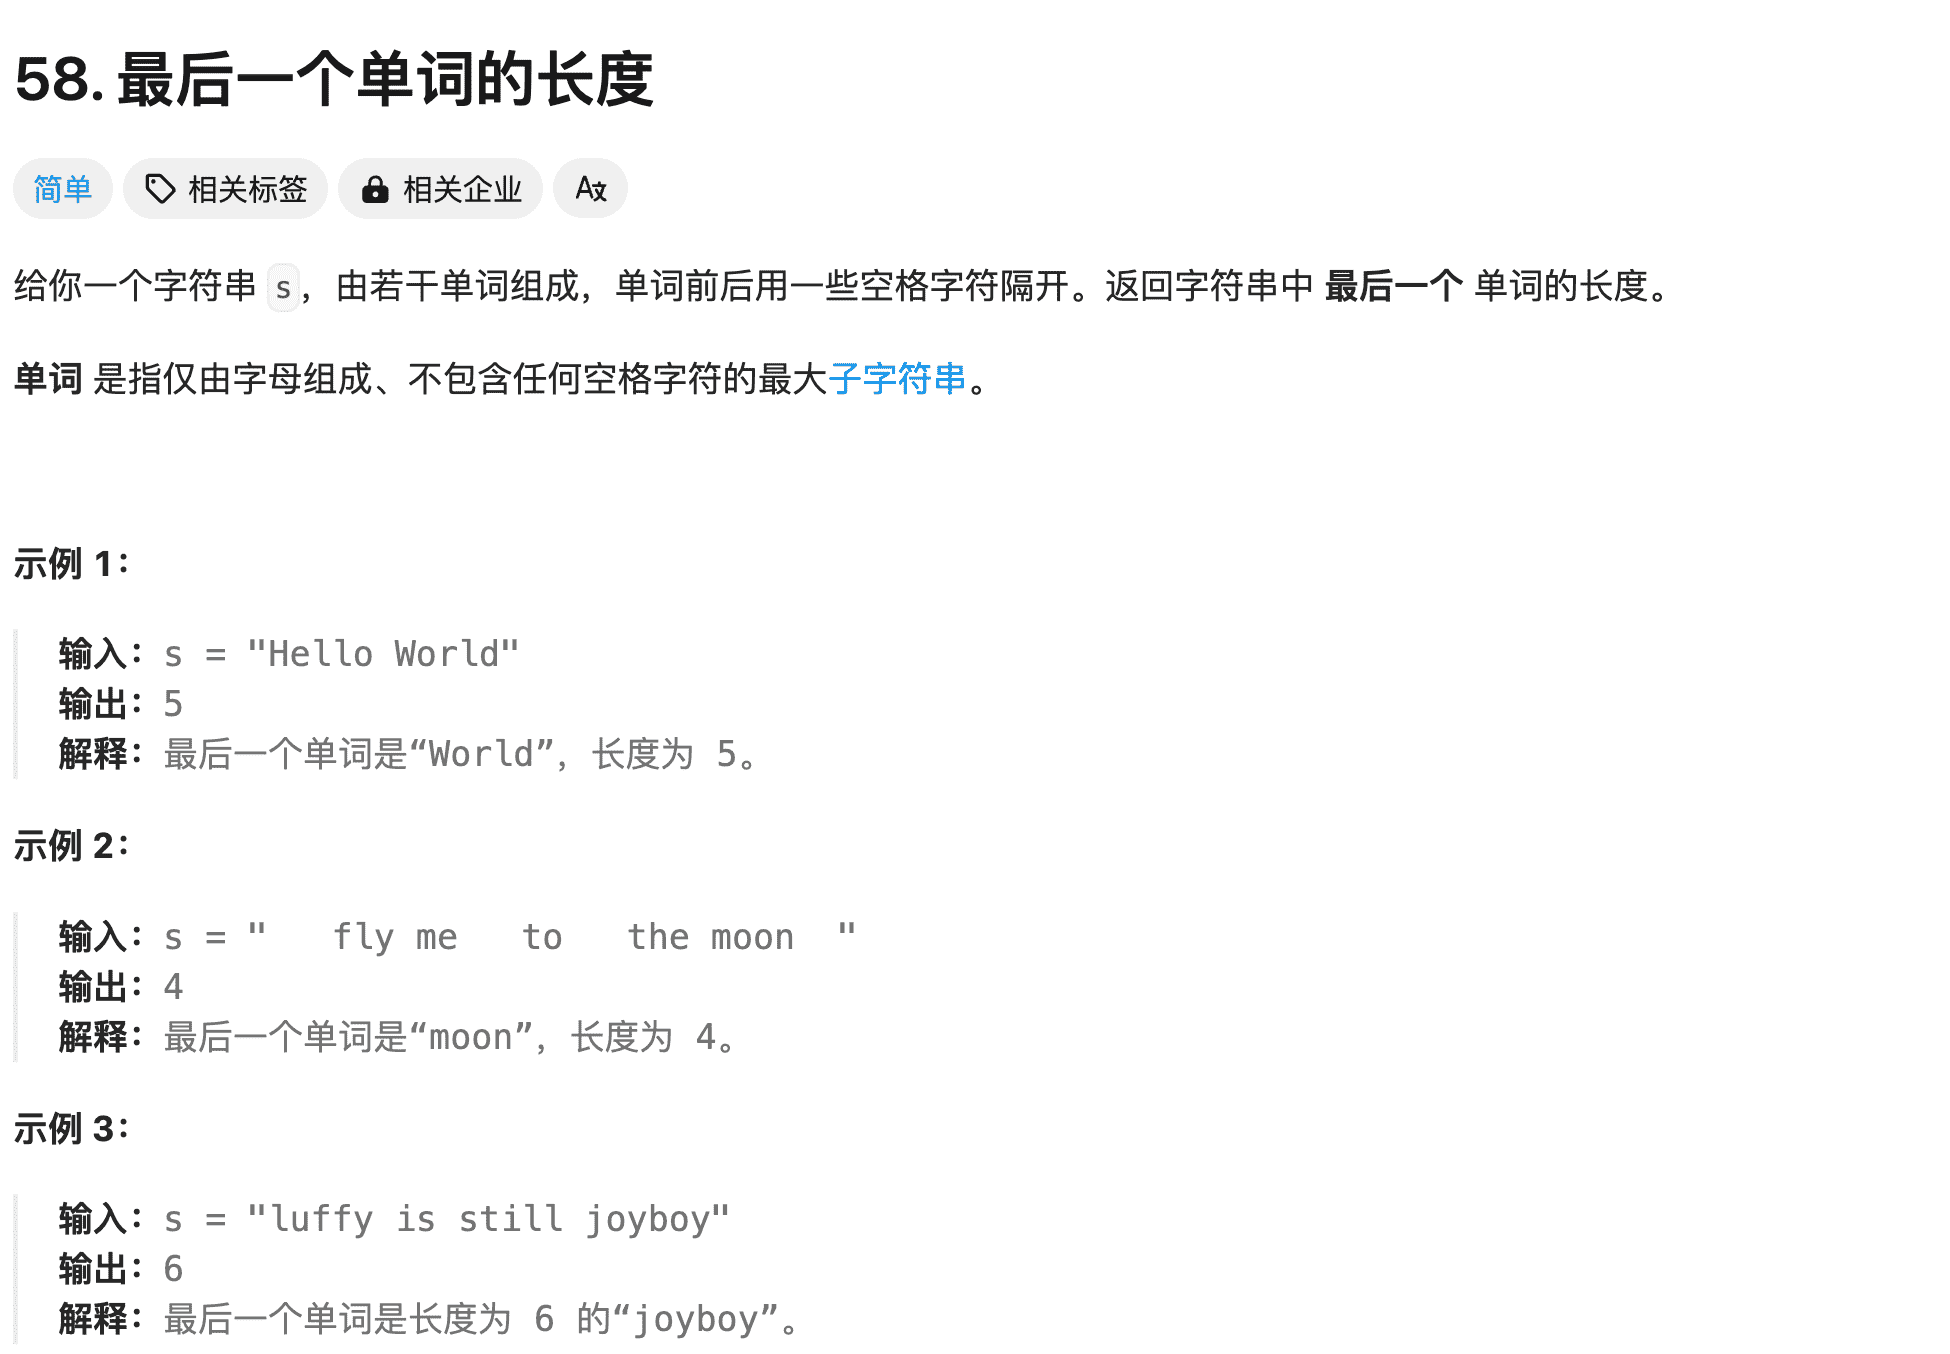 58. 最后一个单词的长度
简单 相关标签 相关企业 A文
给你一个字符串 s，由若干单词组成，单词前后用一些空格字符隔开。返回字符串中 最后一个 单词的长度。
单词 是指仅由字母组成、不包含任何空格字符的最大子字符串。
示例 1：
输入：s = "Hello World"
输出：5
解释：最后一个单词是“World”，长度为 5。
示例 2：
输入：s = "   fly me   to   the moon  "
输出：4
解释：最后一个单词是“moon”，长度为 4。
示例 3：
输入：s = "luffy is still joyboy"
输出：6
解释：最后一个单词是长度为 6 的“joyboy”。